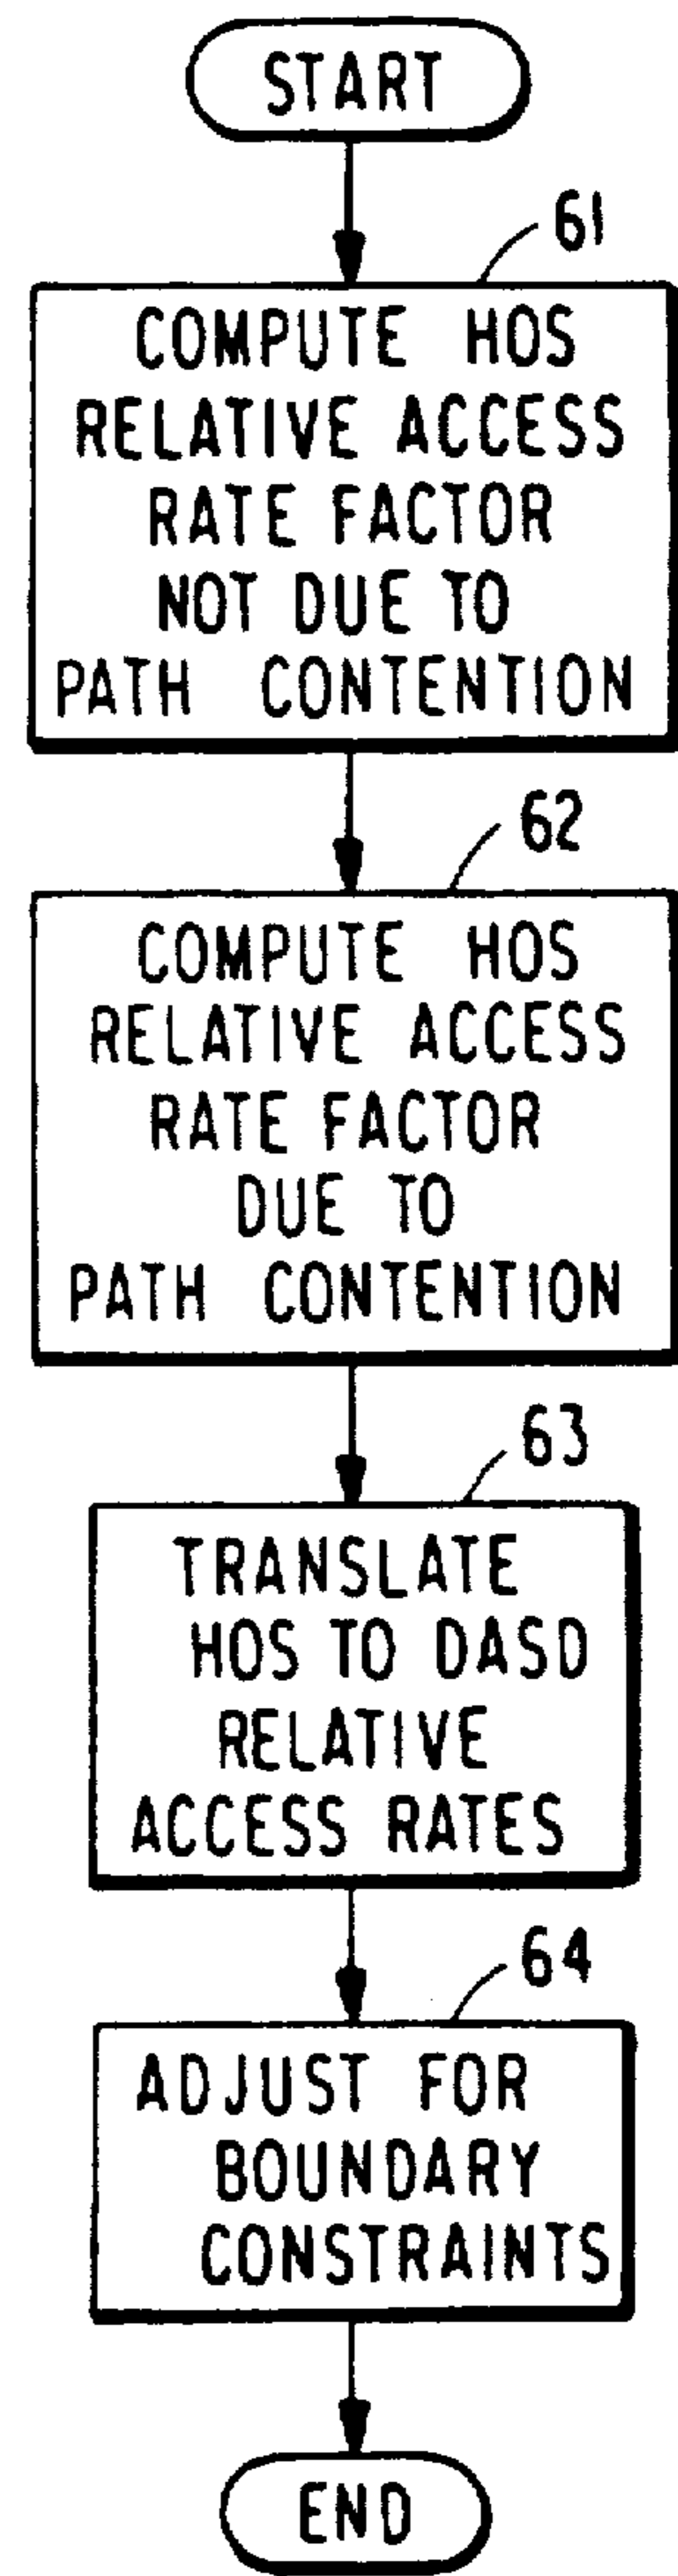 START
61
COMPUTE HOS
RELATIVE ACCESS
RATE FACTOR
NOT DUE TO
PATH CONTENTION
62
COMPUTE HOS
RELATIVE ACCESS
RATE FACTOR
DUE TO
PATH CONTENTION
63
TRANSLATE
HOS TO DASD
RELATIVE
ACCESS RATES
64
ADJUST FOR
BOUNDARY
CONSTRAINTS
END